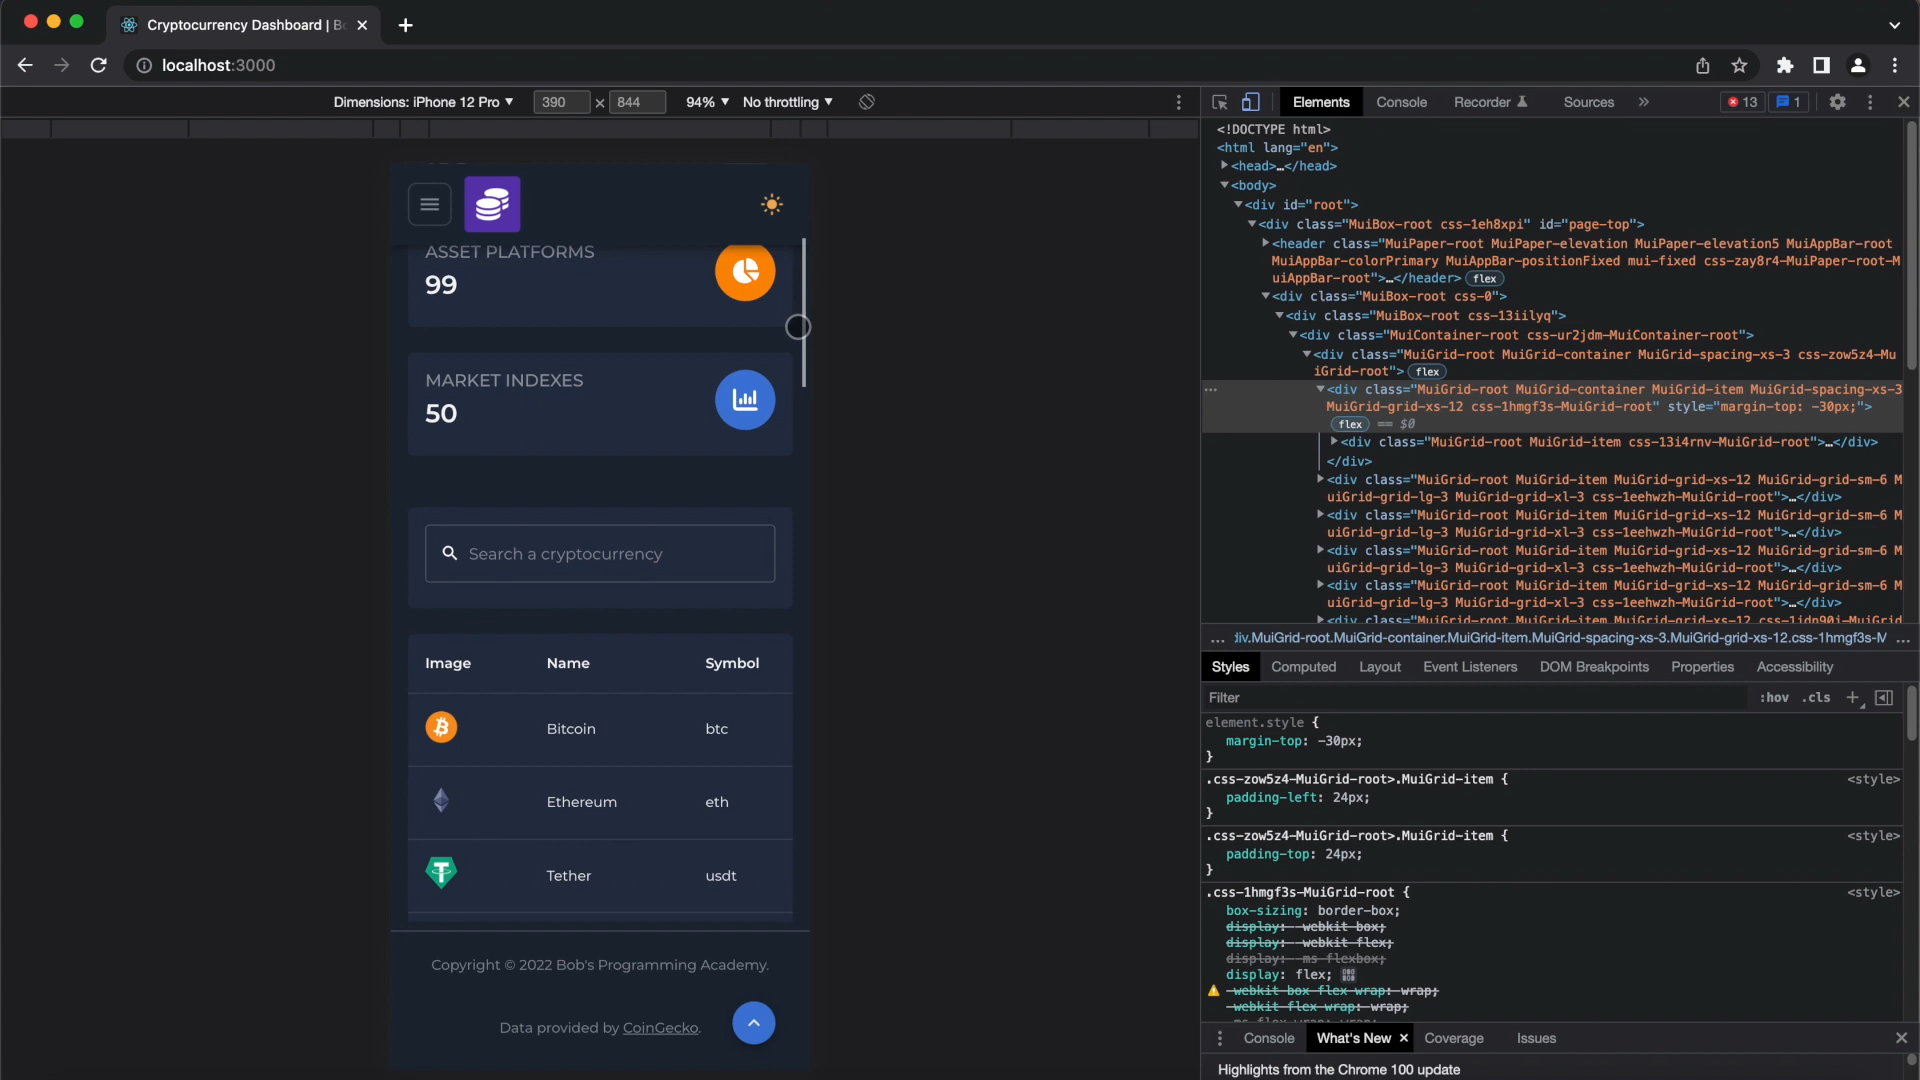 Cryptocurrency Dashboard | Bo
localhost:3000
Dimensions: iPhone 12 Pro ▼ 390 × 844 94% ▼ No throttling ▼
ASSET PLATFORMS
99
MARKET INDEXES
50
Search a cryptocurrency
Image Name Symbol
Bitcoin btc
Ethereum eth
Tether usdt
Copyright © 2022 Bob's Programming Academy.
Data provided by CoinGecko.
Elements Console Recorder Sources » 13 1
<!DOCTYPE html>
<html lang="en">
<head>…</head>
<body>
<div id="root">
<div class="MuiBox-root css-1eh8xpi" id="page-top">
<header class="MuiPaper-root MuiPaper-elevation MuiPaper-elevation5 MuiAppBar-root
MuiAppBar-colorPrimary MuiAppBar-positionFixed mui-fixed css-zay8r4-MuiPaper-root-M
uiAppBar-root">…</header> flex
<div class="MuiBox-root css-0">
<div class="MuiBox-root css-13iilyq">
<div class="MuiContainer-root css-ur2jdm-MuiContainer-root">
<div class="MuiGrid-root MuiGrid-container MuiGrid-spacing-xs-3 css-zow5z4-Mu
iGrid-root"> flex
<div class="MuiGrid-root MuiGrid-container MuiGrid-item MuiGrid-spacing-xs-3
MuiGrid-grid-xs-12 css-1hmgf3s-MuiGrid-root" style="margin-top: -30px;">
flex == $0
<div class="MuiGrid-root MuiGrid-item css-13i4rnv-MuiGrid-root">…</div>
</div>
<div class="MuiGrid-root MuiGrid-item MuiGrid-grid-xs-12 MuiGrid-grid-sm-6 M
uiGrid-grid-lg-3 MuiGrid-grid-xl-3 css-1eehwzh-MuiGrid-root">…</div>
<div class="MuiGrid-root MuiGrid-item MuiGrid-grid-xs-12 MuiGrid-grid-sm-6 M
uiGrid-grid-lg-3 MuiGrid-grid-xl-3 css-1eehwzh-MuiGrid-root">…</div>
<div class="MuiGrid-root MuiGrid-item MuiGrid-grid-xs-12 MuiGrid-grid-sm-6 M
uiGrid-grid-lg-3 MuiGrid-grid-xl-3 css-1eehwzh-MuiGrid-root">…</div>
<div class="MuiGrid-root MuiGrid-item MuiGrid-grid-xs-12 MuiGrid-grid-sm-6 M
uiGrid-grid-lg-3 MuiGrid-grid-xl-3 css-1eehwzh-MuiGrid-root">…</div>
<div class="MuiGrid-root MuiGrid-item MuiGrid-grid-xs-12 css-1idn90j-MuiGrid
… div.MuiGrid-root.MuiGrid-container.MuiGrid-item.MuiGrid-spacing-xs-3.MuiGrid-grid-xs-12.css-1hmgf3s-M …
Styles Computed Layout Event Listeners DOM Breakpoints Properties Accessibility
Filter :hov .cls +
element.style {
margin-top: -30px;
}
.css-zow5z4-MuiGrid-root>.MuiGrid-item { <style>
padding-left: 24px;
}
.css-zow5z4-MuiGrid-root>.MuiGrid-item { <style>
padding-top: 24px;
}
.css-1hmgf3s-MuiGrid-root { <style>
box-sizing: border-box;
display: -webkit-box;
display: -webkit-flex;
display: -ms-flexbox;
display: flex;
-webkit-box-flex-wrap: wrap;
-webkit-flex-wrap: wrap;
-ms-flex-wrap: wrap;
Console What's New × Coverage Issues
Highlights from the Chrome 100 update